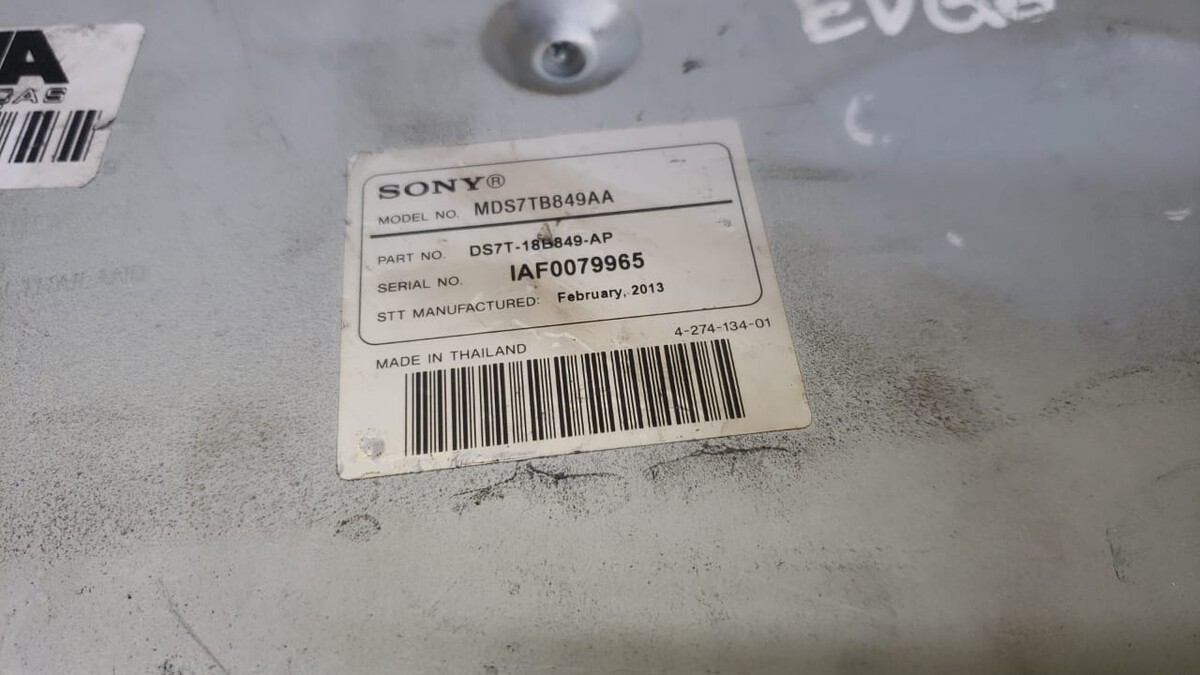 SONY®
MODEL NO. MDS7TB849AA
PART NO. DS7T-18B849-AP
SERIAL NO. IAF0079965
STT MANUFACTURED: February, 2013
4-274-134-01
MADE IN THAILAND